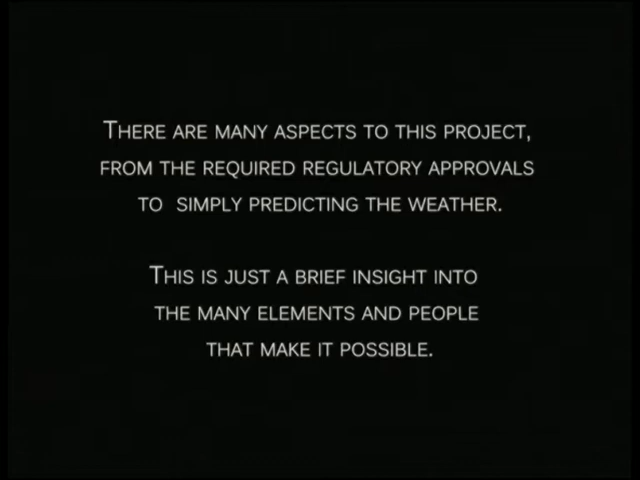 There are many aspects to this project,
from the required regulatory approvals
to simply predicting the weather.
This is just a brief insight into
the many elements and people
that make it possible.